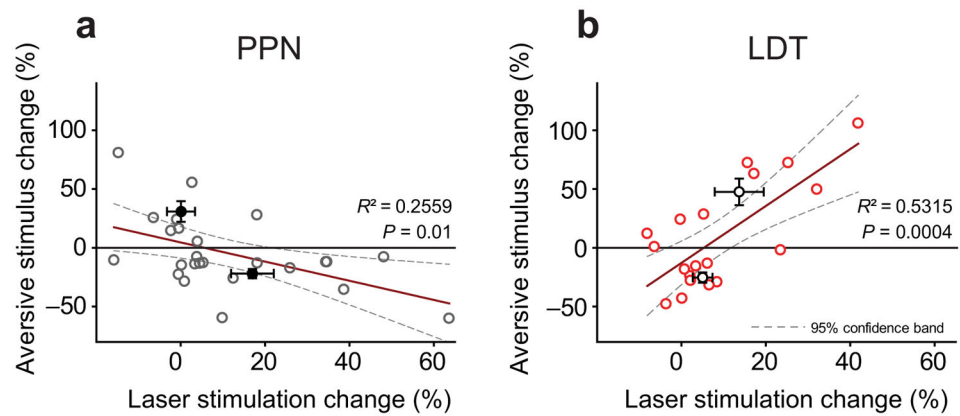 a
PPN
Aversive stimulus change (%)
100
50
0
–50
R² = 0.2559
P = 0.01
0
20
40
60
Laser stimulation change (%)
b
LDT
Aversive stimulus change (%)
100
50
0
–50
R² = 0.5315
P = 0.0004
95% confidence band
0
20
40
60
Laser stimulation change (%)